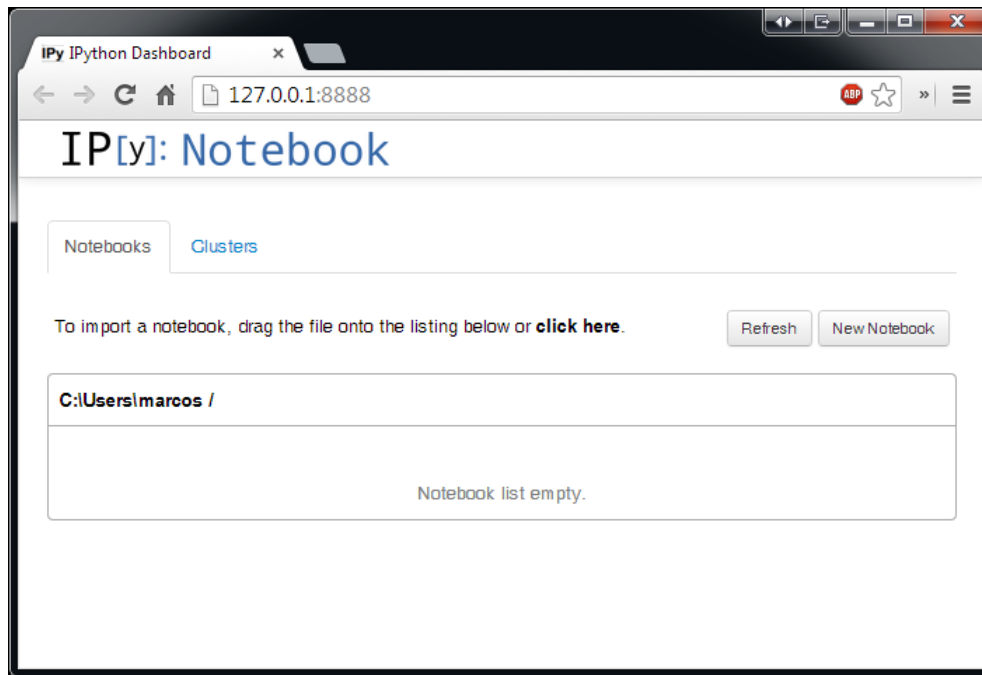 IPy IPython Dashboard
127.0.0.1:8888
ABP
IP[y]: Notebook
Notebooks Clusters
To import a notebook, drag the file onto the listing below or click here. Refresh New Notebook
C:\Users\marcos /
Notebook list empty.